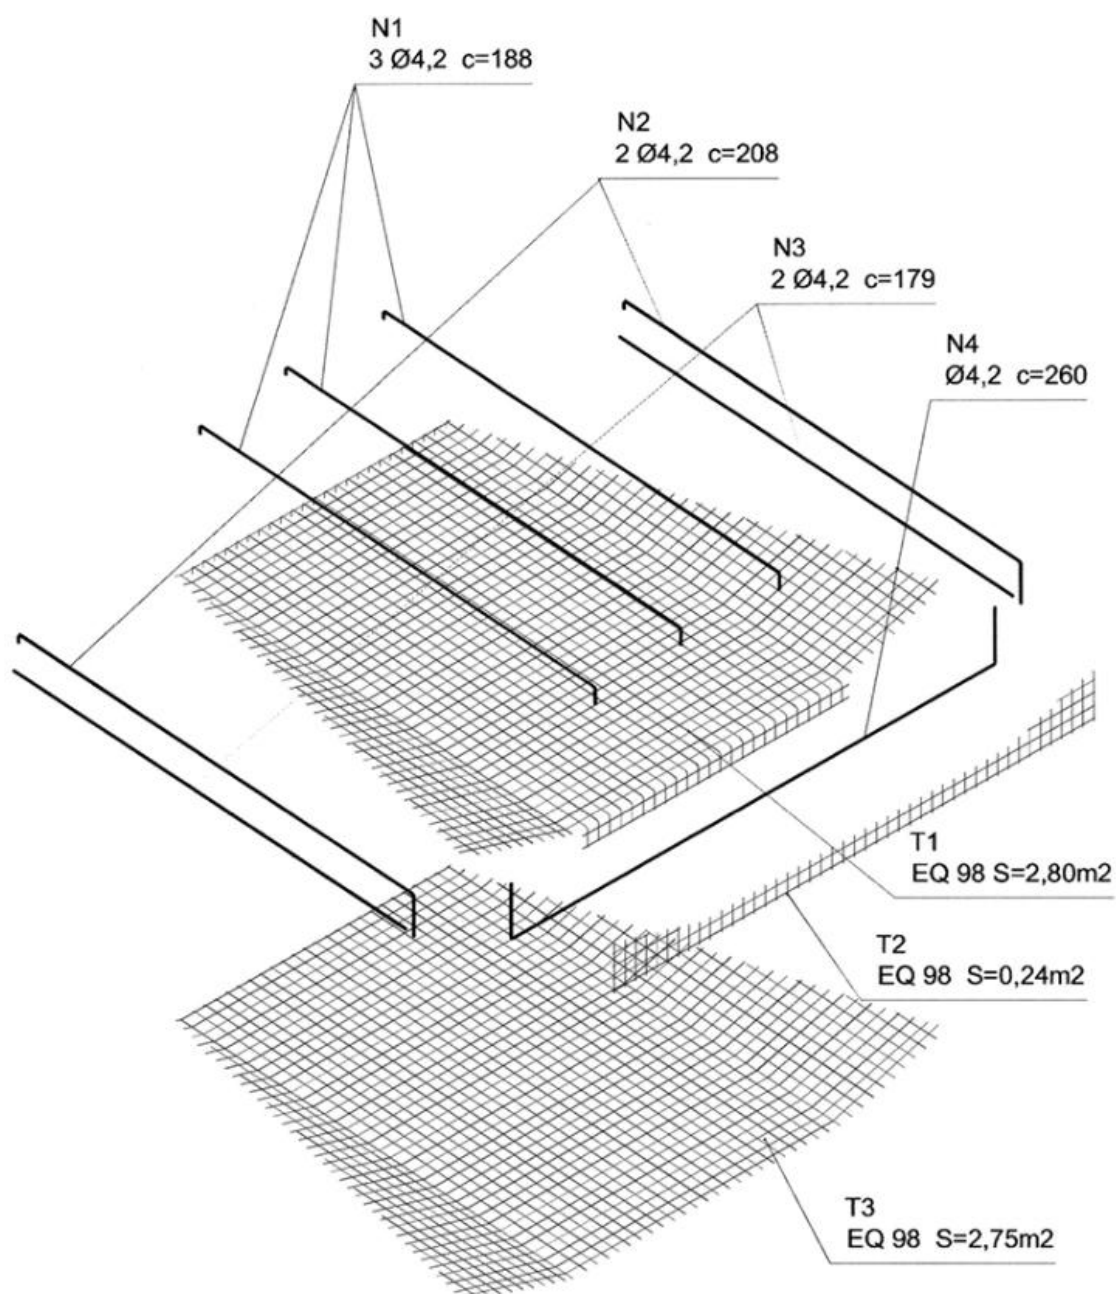 N1
3 Ø4,2 c=188
N2
2 Ø4,2 c=208
N3
2 Ø4,2 c=179
N4
Ø4,2 c=260
T1
EQ 98 S=2,80m2
T2
EQ 98 S=0,24m2
T3
EQ 98 S=2,75m2